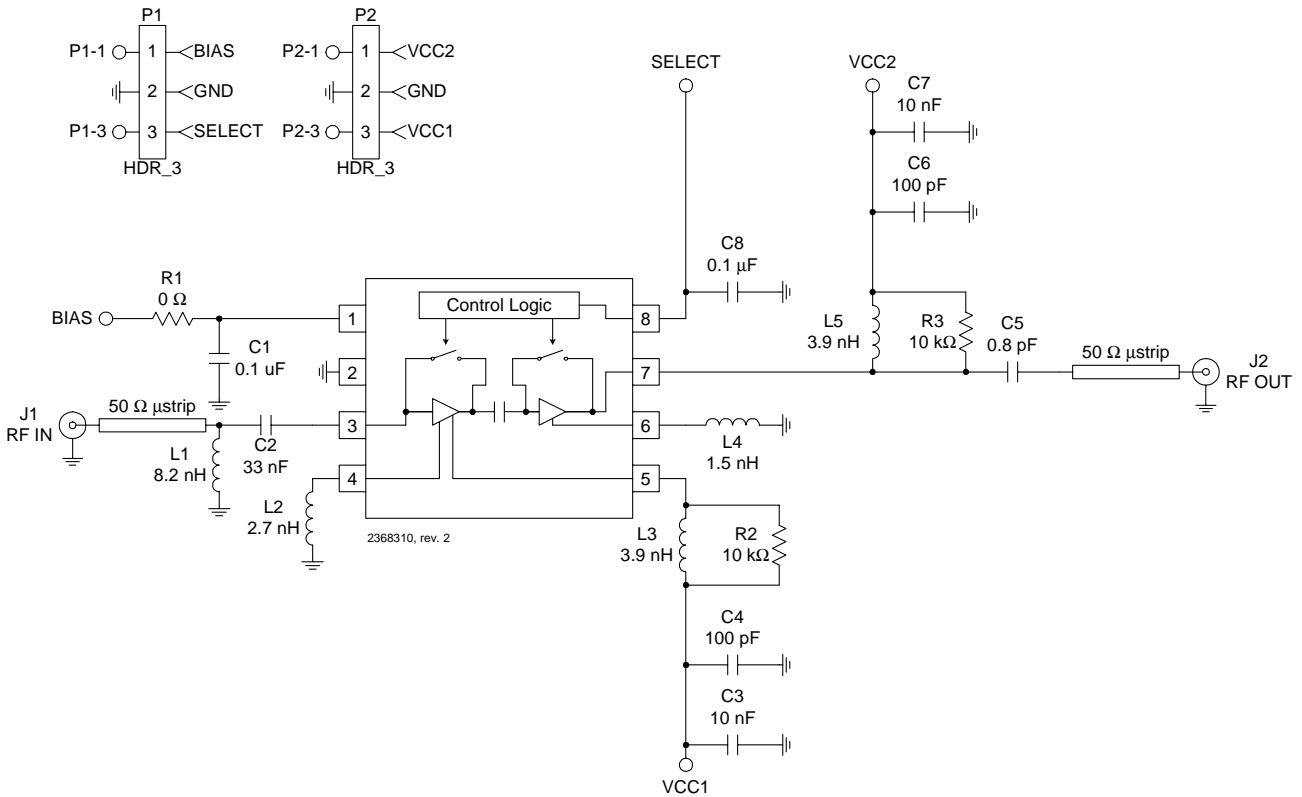 P1
P1-1 1 BIAS
2 GND
P1-3 3 SELECT
HDR_3
P2
P2-1 1 VCC2
2 GND
P2-3 3 VCC1
HDR_3
SELECT
VCC2
C7
10 nF
C6
100 pF
C8
0.1 µF
R1
0 Ω
BIAS
C1
0.1 uF
Control Logic
1
2
3
4
8
7
6
5
L5
3.9 nH
R3
10 kΩ
C5
0.8 pF
50 Ω µstrip
J2
RF OUT
J1
RF IN
50 Ω µstrip
L1
8.2 nH
C2
33 nF
L2
2.7 nH
L4
1.5 nH
2368310, rev. 2
L3
3.9 nH
R2
10 kΩ
C4
100 pF
C3
10 nF
VCC1